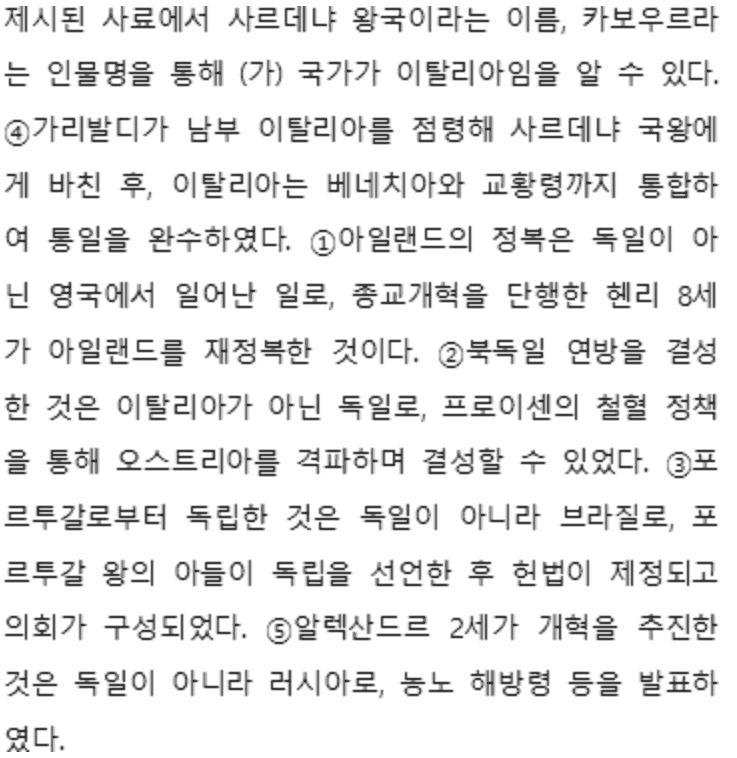 제시된 사료에서 사르데냐 왕국이라는 이름, 카보우르라
는 인물명을 통해 (가) 국가가 이탈리아임을 알 수 있다.
④가리발디가 남부 이탈리아를 점령해 사르데냐 국왕에
게 바친 후, 이탈리아는 베네치아와 교황령까지 통합하
여 통일을 완수하였다. ①아일랜드의 정복은 독일이 아
닌 영국에서 일어난 일로, 종교개혁을 단행한 헨리 8세
가 아일랜드를 재정복한 것이다. ②북독일 연방을 결성
한 것은 이탈리아가 아닌 독일로, 프로이센의 철혈 정책
을 통해 오스트리아를 격파하며 결성할 수 있었다. ③포
르투갈로부터 독립한 것은 독일이 아니라 브라질로, 포
르투갈 왕의 아들이 독립을 선언한 후 헌법이 제정되고
의회가 구성되었다. ⑤알렉산드르 2세가 개혁을 추진한
것은 독일이 아니라 러시아로, 농노 해방령 등을 발표하
였다.